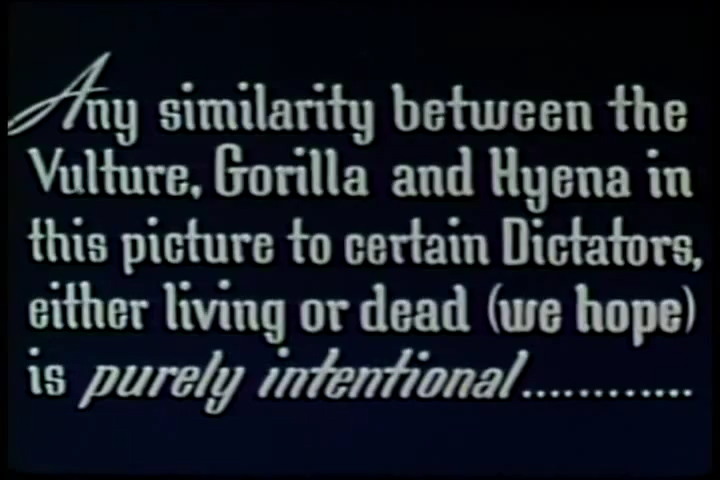 Any similarity between the
Vulture, Gorilla and Hyena in
this picture to certain Dictators,
either living or dead (we hope)
is purely intentional............